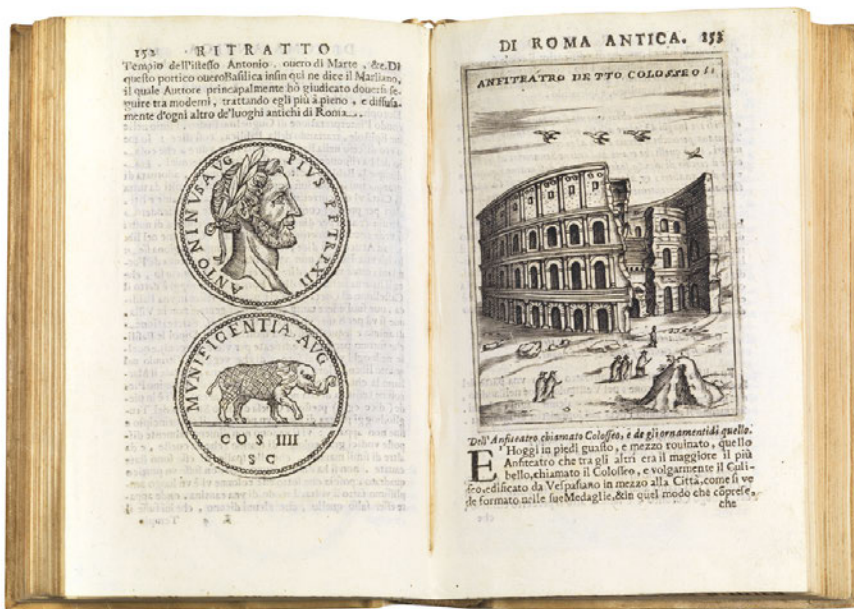 152 RITRATTO
Tempio dell'istesso Antonio, ouero di Marte, &c. Di
questo portico oueroBasilica insin qui ne dice il Marliano,
il quale Auttore principalmente hò giudicato douersi se-
guire tra moderni, trattando egli più à pieno, e diffusa-
mente d'ogni altro de'luoghi antichi di Roma
ANTONINVS AVG PIVS P P TR P XII
MVNIFICENTIA AVG
COS IIII
S C
Tempio
DI ROMA ANTICA. 153
ANFITEATRO DETTO COLOSSEO
Dell'Anfiteatro chiamato Colosseo, e de gli ornamenti di quello.
E' Hoggi in piedi guasto, e mezzo rouinato, quello
Anfiteatro che tra gli altri era il maggiore il più
bello, chiamato il Colosseo, e volgarmente il Culi-
seo, edificato da Vespasiano in mezzo alla Città, come si ve
de formato nelle sue Medaglie, & in quel modo che cõprese,
che